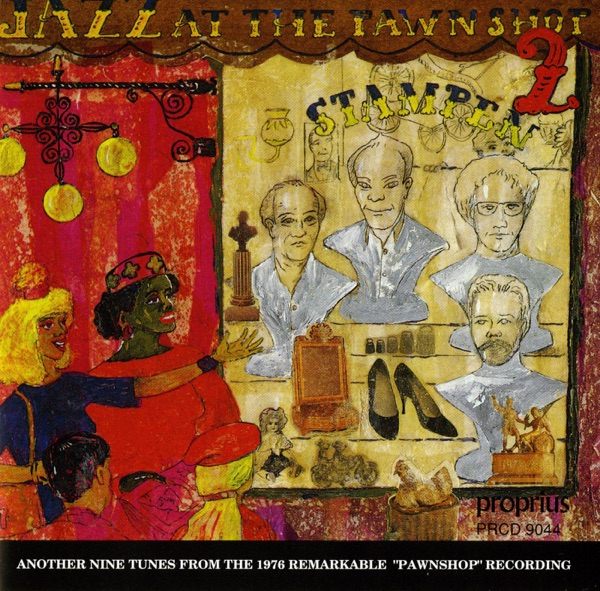 JAZZ AT THE PAWNSHOP
2
STAMPEN
proprius
PRCD 9044
ANOTHER NINE TUNES FROM THE 1976 REMARKABLE "PAWNSHOP" RECORDING